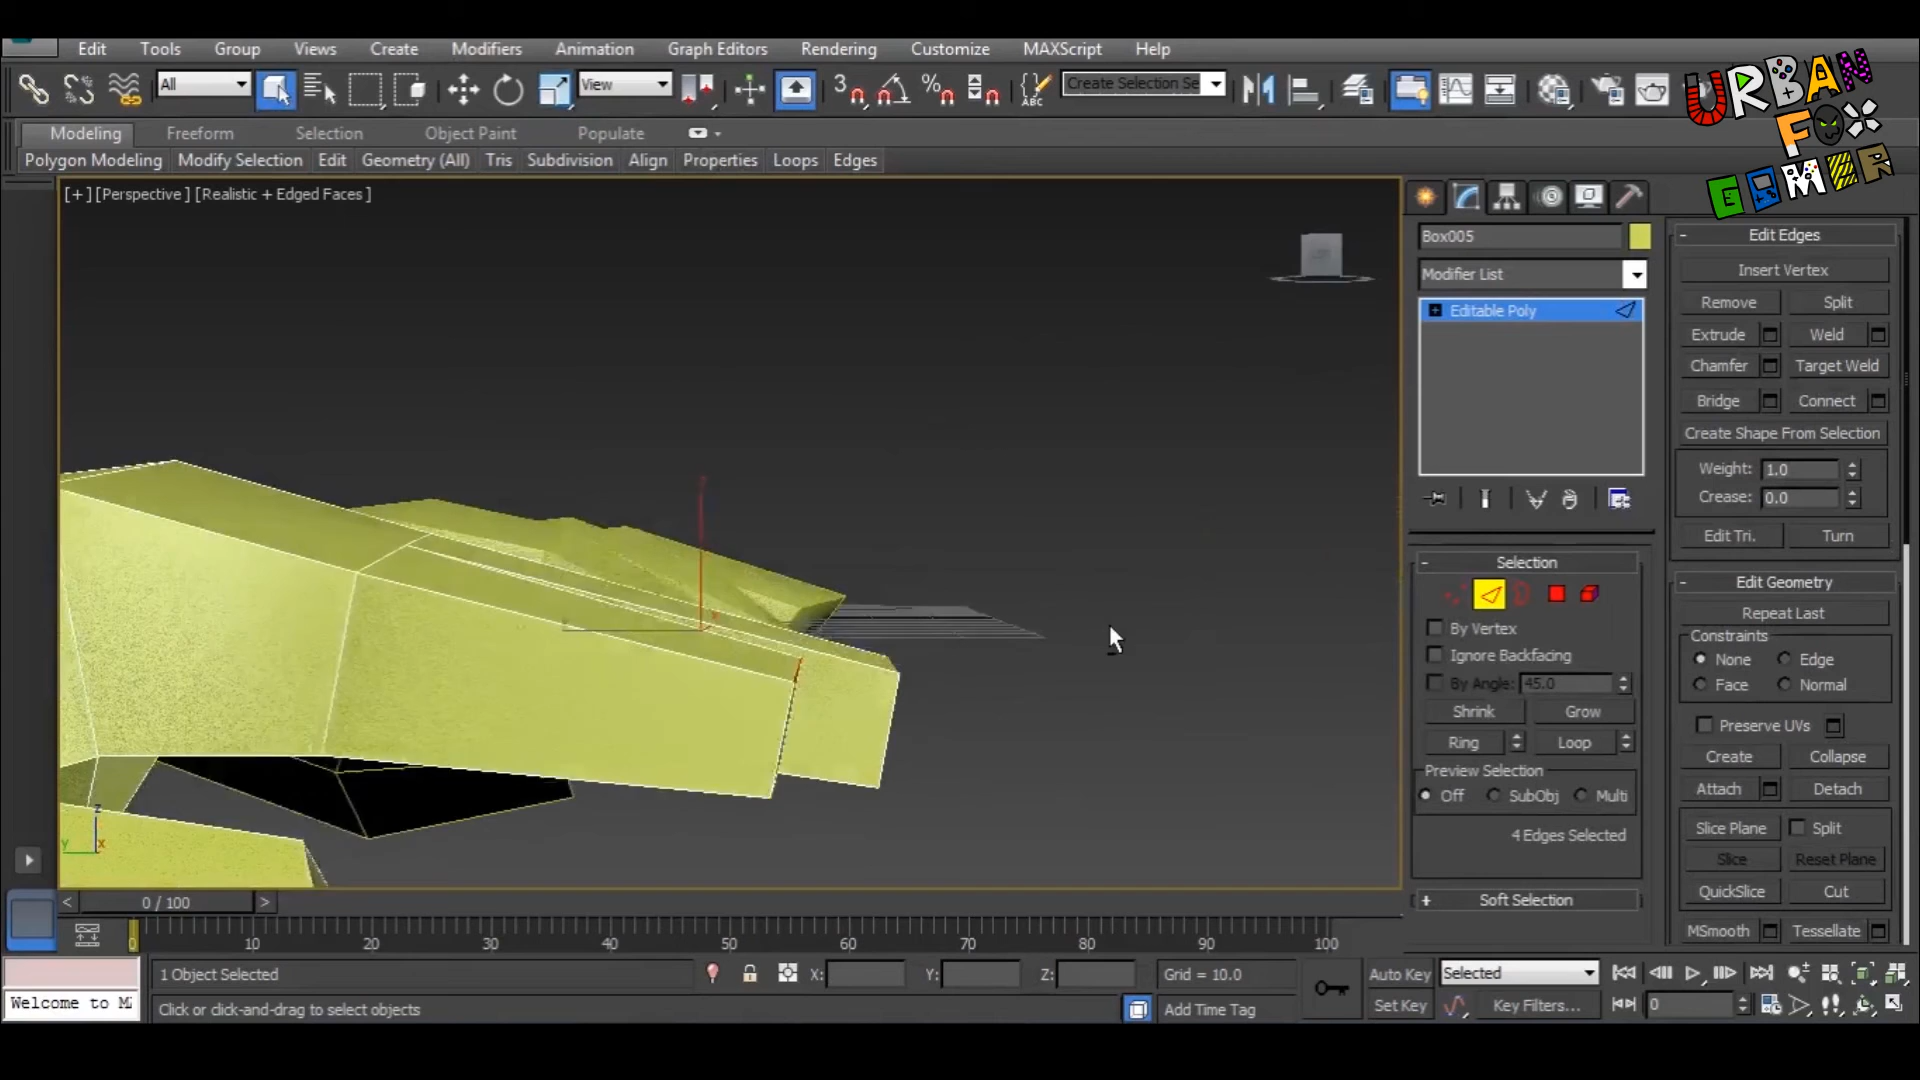 Edit Tools Group Views Create Modifiers Animation Graph Editors Rendering Customize MAXScript Help
All View 3 % ABC Create Selection Se
URBAN FOX GAMER
Modeling Freeform Selection Object Paint Populate
Polygon Modeling Modify Selection Edit Geometry (All) Tris Subdivision Align Properties Loops Edges
[+][Perspective ][Realistic + Edged Faces ]
Box005
Modifier List
Editable Poly
- Selection
By Vertex
Ignore Backfacing
By Angle: 45.0
Shrink Grow
Ring Loop
Preview Selection
Off SubObj Multi
4 Edges Selected
+ Soft Selection
- Edit Edges
Insert Vertex
Remove Split
Extrude Weld
Chamfer Target Weld
Bridge Connect
Create Shape From Selection
Weight: 1.0
Crease: 0.0
Edit Tri. Turn
- Edit Geometry
Repeat Last
Constraints
None Edge
Face Normal
Preserve UVs
Create Collapse
Attach Detach
Slice Plane Split
Slice Reset Plane
QuickSlice Cut
MSmooth Tessellate
z
y x
< 0 / 100 >
0 10 20 30 40 50 60 70 80 90 100
1 Object Selected X: Y: Z: Grid = 10.0 Auto Key Selected
Welcome to M
Click or click-and-drag to select objects Add Time Tag Set Key Key Filters... 0